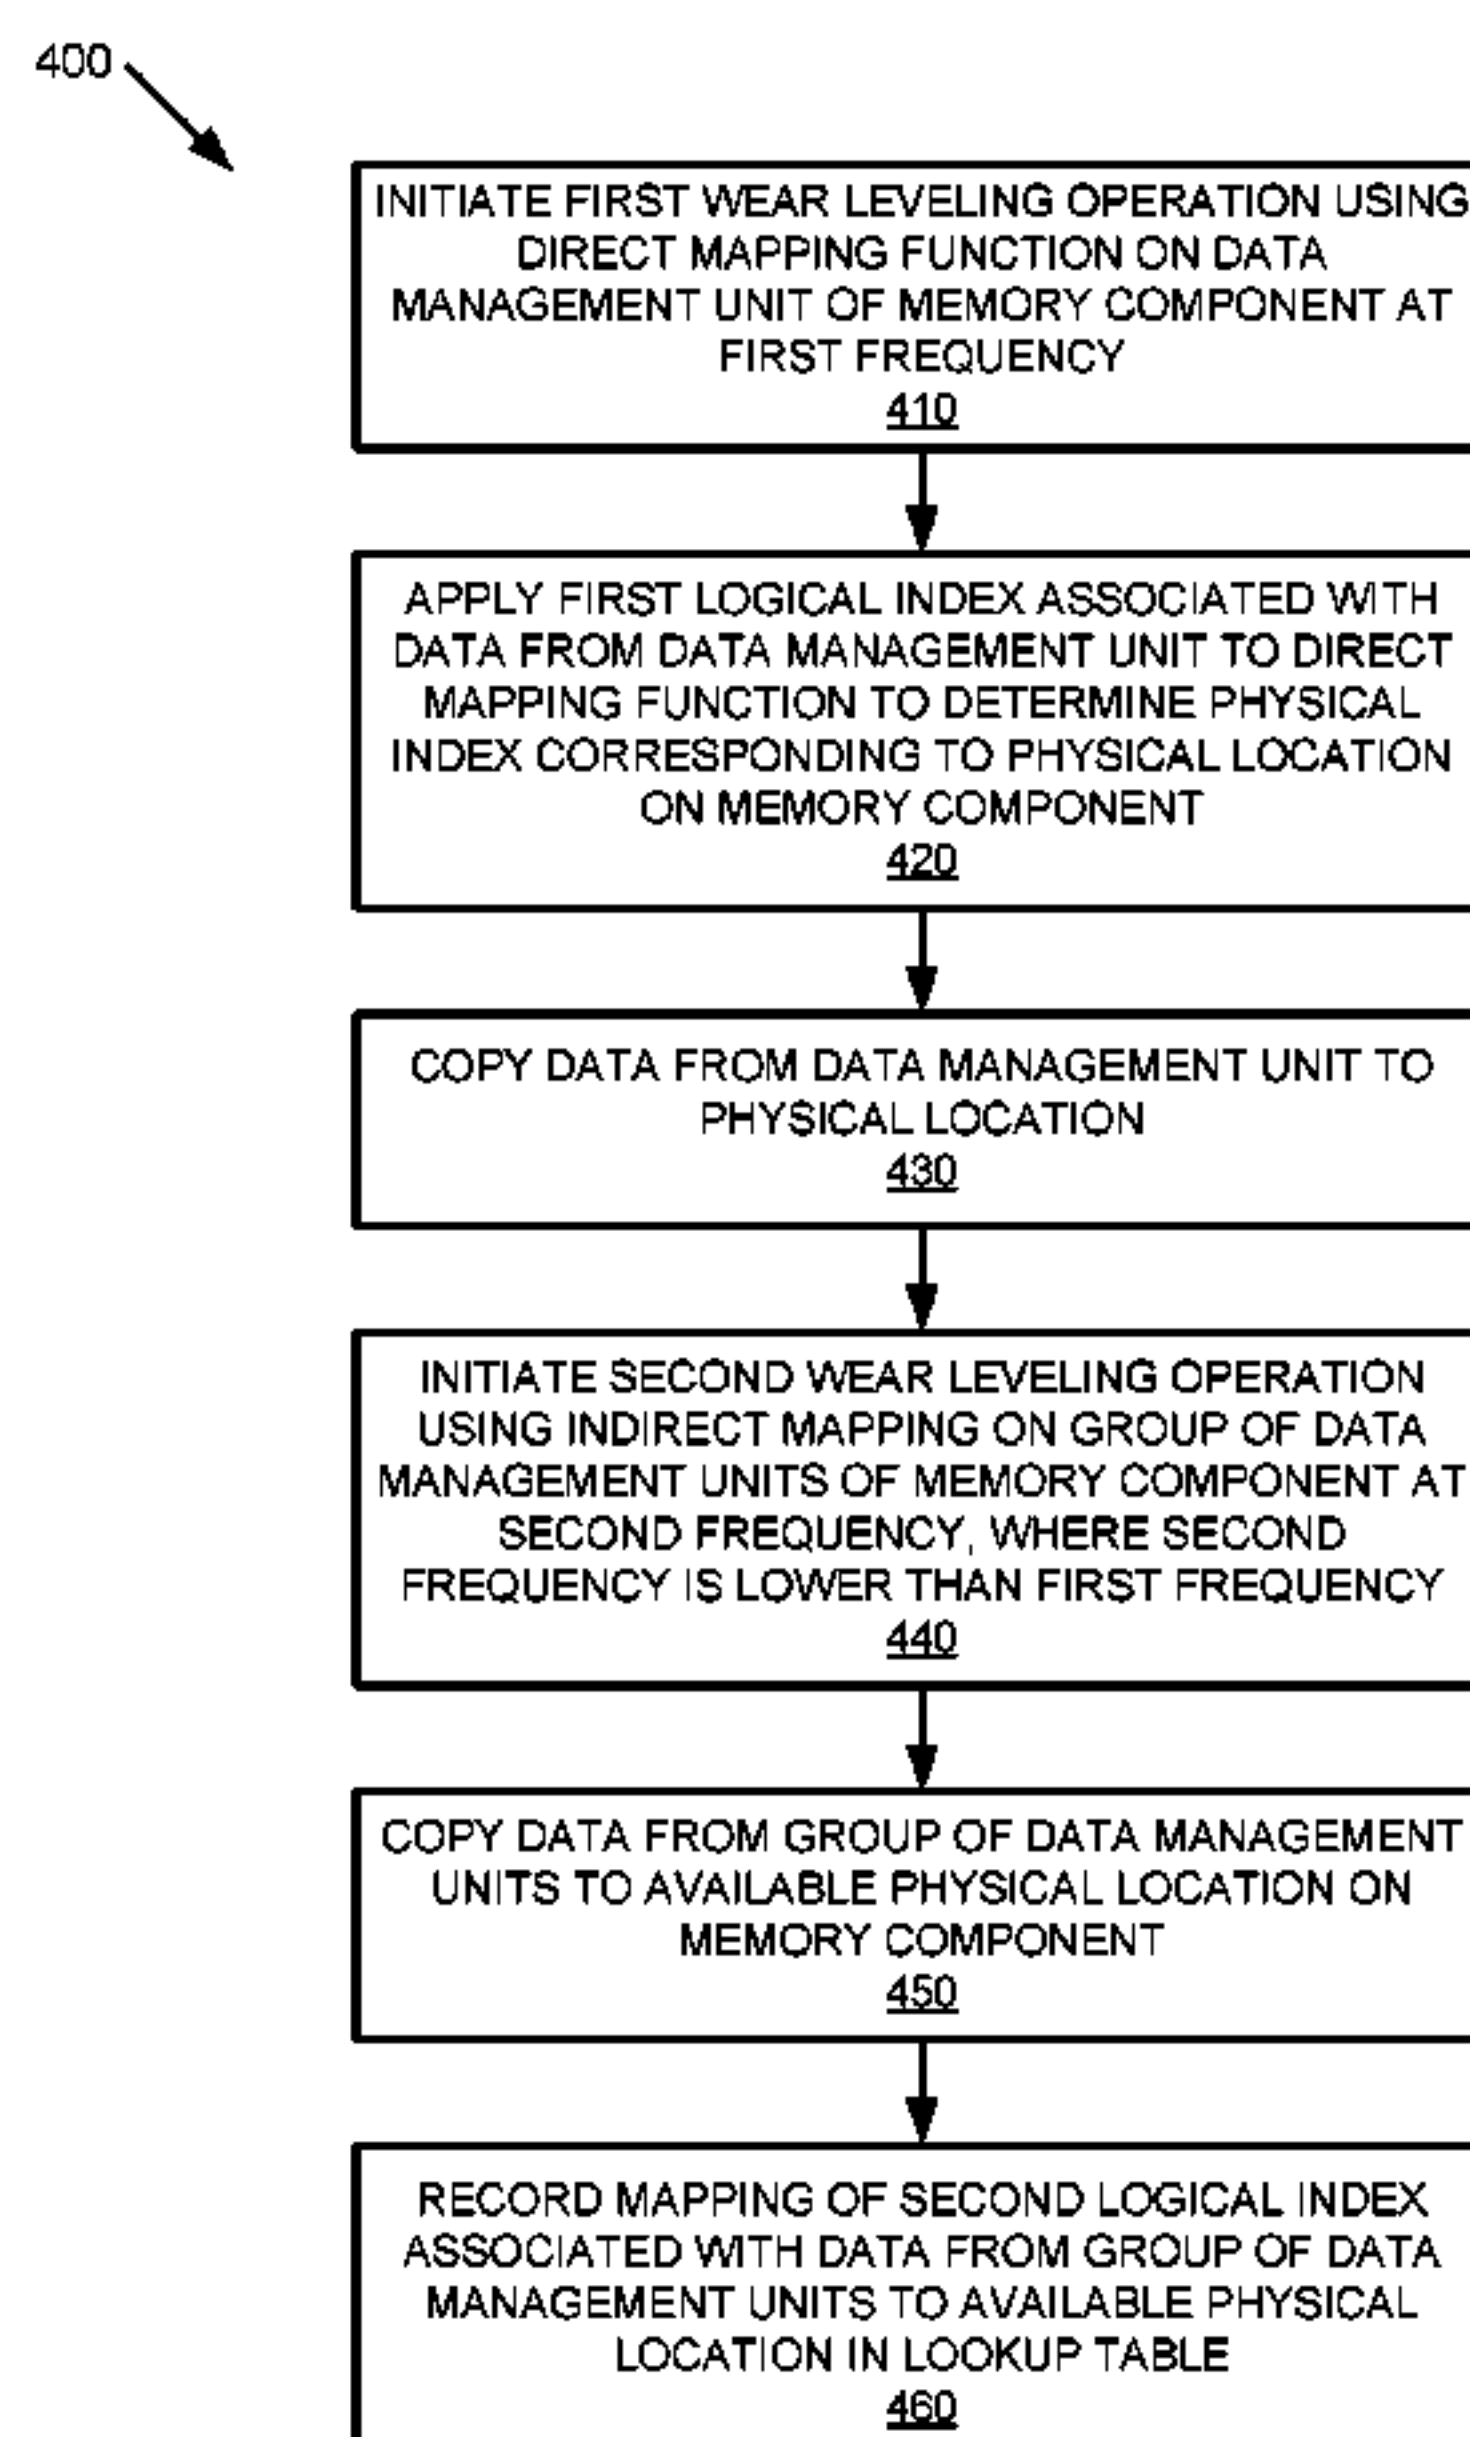 400
INITIATE FIRST WEAR LEVELING OPERATION USING
DIRECT MAPPING FUNCTION ON DATA
MANAGEMENT UNIT OF MEMORY COMPONENT AT
FIRST FREQUENCY
410
APPLY FIRST LOGICAL INDEX ASSOCIATED WITH
DATA FROM DATA MANAGEMENT UNIT TO DIRECT
MAPPING FUNCTION TO DETERMINE PHYSICAL
INDEX CORRESPONDING TO PHYSICAL LOCATION
ON MEMORY COMPONENT
420
COPY DATA FROM DATA MANAGEMENT UNIT TO
PHYSICAL LOCATION
430
INITIATE SECOND WEAR LEVELING OPERATION
USING INDIRECT MAPPING ON GROUP OF DATA
MANAGEMENT UNITS OF MEMORY COMPONENT AT
SECOND FREQUENCY, WHERE SECOND
FREQUENCY IS LOWER THAN FIRST FREQUENCY
440
COPY DATA FROM GROUP OF DATA MANAGEMENT
UNITS TO AVAILABLE PHYSICAL LOCATION ON
MEMORY COMPONENT
450
RECORD MAPPING OF SECOND LOGICAL INDEX
ASSOCIATED WITH DATA FROM GROUP OF DATA
MANAGEMENT UNITS TO AVAILABLE PHYSICAL
LOCATION IN LOOKUP TABLE
460